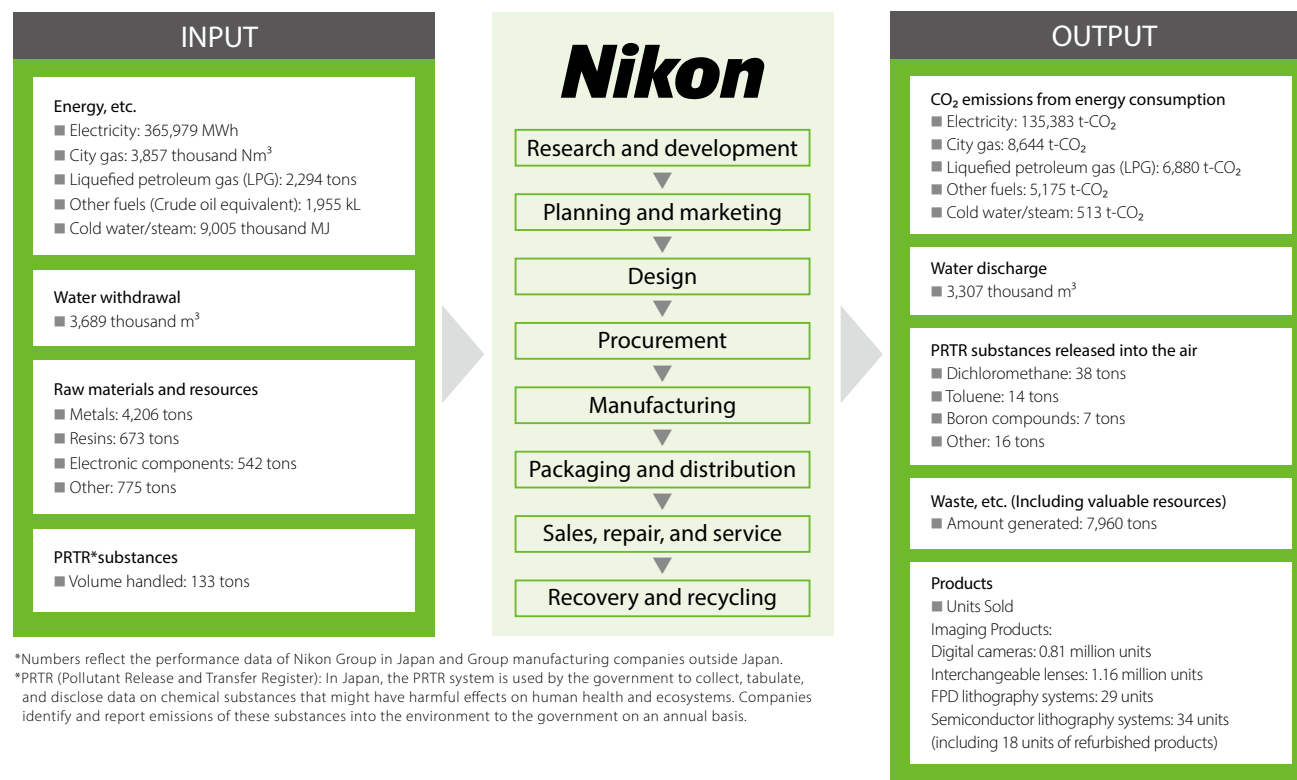 INPUT
Energy, etc.
■ Electricity: 365,979 MWh
■ City gas: 3,857 thousand Nm³
■ Liquefied petroleum gas (LPG): 2,294 tons
■ Other fuels (Crude oil equivalent): 1,955 kL
■ Cold water/steam: 9,005 thousand MJ
Water withdrawal
■ 3,689 thousand m³
Raw materials and resources
■ Metals: 4,206 tons
■ Resins: 673 tons
■ Electronic components: 542 tons
■ Other: 775 tons
PRTR*substances
■ Volume handled: 133 tons
Nikon
Research and development
Planning and marketing
Design
Procurement
Manufacturing
Packaging and distribution
Sales, repair, and service
Recovery and recycling
OUTPUT
CO₂ emissions from energy consumption
■ Electricity: 135,383 t-CO₂
■ City gas: 8,644 t-CO₂
■ Liquefied petroleum gas (LPG): 6,880 t-CO₂
■ Other fuels: 5,175 t-CO₂
■ Cold water/steam: 513 t-CO₂
Water discharge
■ 3,307 thousand m³
PRTR substances released into the air
■ Dichloromethane: 38 tons
■ Toluene: 14 tons
■ Boron compounds: 7 tons
■ Other: 16 tons
Waste, etc. (Including valuable resources)
■ Amount generated: 7,960 tons
Products
■ Units Sold
Imaging Products:
Digital cameras: 0.81 million units
Interchangeable lenses: 1.16 million units
FPD lithography systems: 29 units
Semiconductor lithography systems: 34 units
(including 18 units of refurbished products)
*Numbers reflect the performance data of Nikon Group in Japan and Group manufacturing companies outside Japan.
*PRTR (Pollutant Release and Transfer Register): In Japan, the PRTR system is used by the government to collect, tabulate,
and disclose data on chemical substances that might have harmful effects on human health and ecosystems. Companies
identify and report emissions of these substances into the environment to the government on an annual basis.